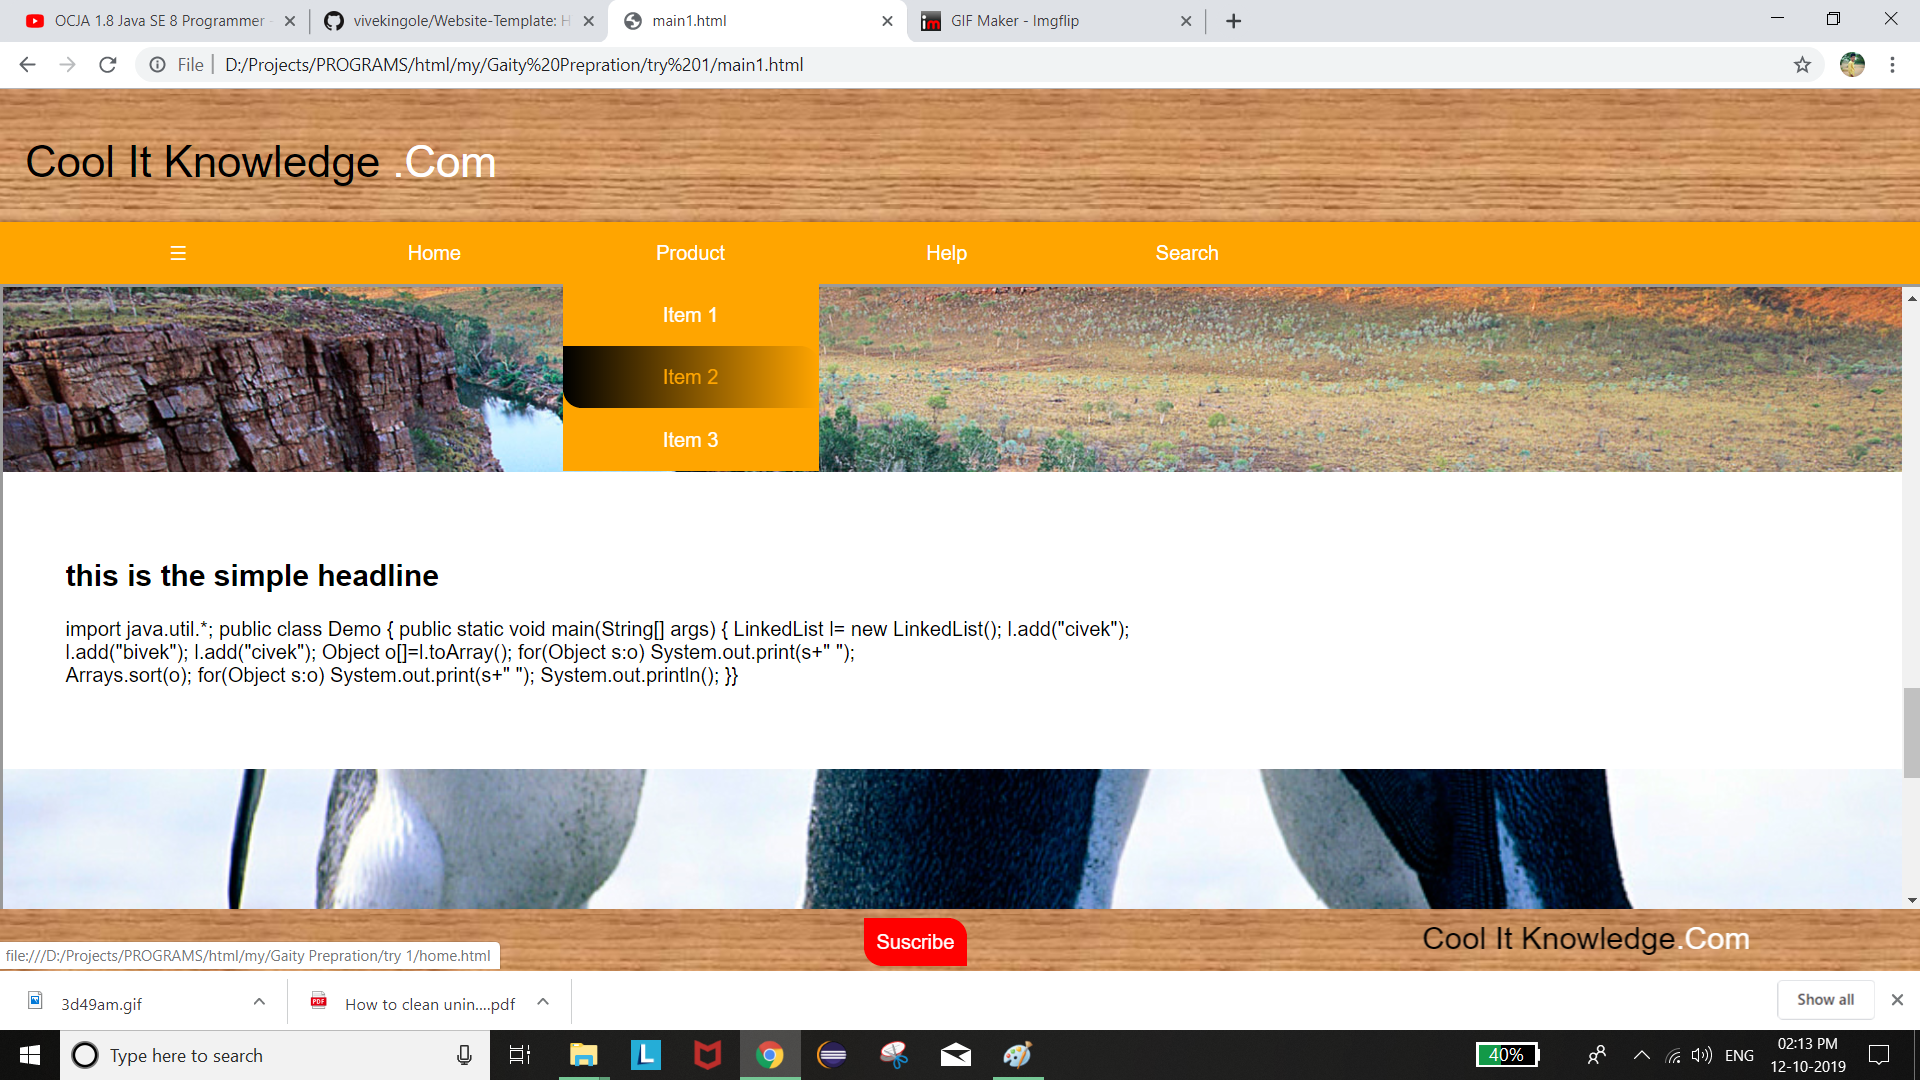 OCJA 1.8 Java SE 8 Programmer
vivekingole/Website-Template: H
main1.html
GIF Maker - Imgflip
File
D:/Projects/PROGRAMS/html/my/Gaity%20Prepration/try%201/main1.html
Cool It Knowledge .Com
☰ Home Product Help Search
Item 1
Item 2
Item 3
this is the simple headline
import java.util.*; public class Demo { public static void main(String[] args) { LinkedList l= new LinkedList(); l.add("civek");
l.add("bivek"); l.add("civek"); Object o[]=l.toArray(); for(Object s:o) System.out.print(s+" ");
Arrays.sort(o); for(Object s:o) System.out.print(s+" "); System.out.println(); }}
Suscribe
Cool It Knowledge.Com
file:///D:/Projects/PROGRAMS/html/my/Gaity Prepration/try 1/home.html
3d49am.gif
PDF
How to clean unin....pdf
Show all
Type here to search
L
40%
ENG
02:13 PM
12-10-2019